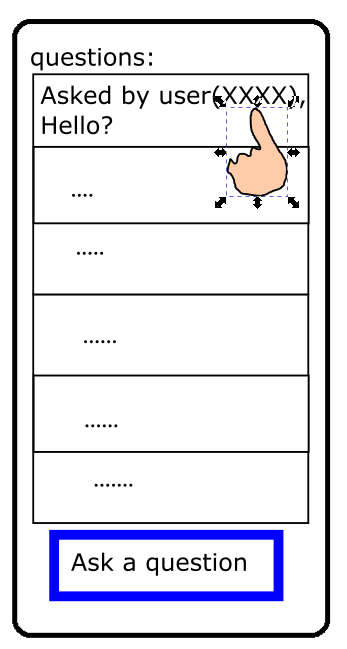 questions:
Asked by user(XXXX),
Hello?
....
.....
......
......
.......
Ask a question